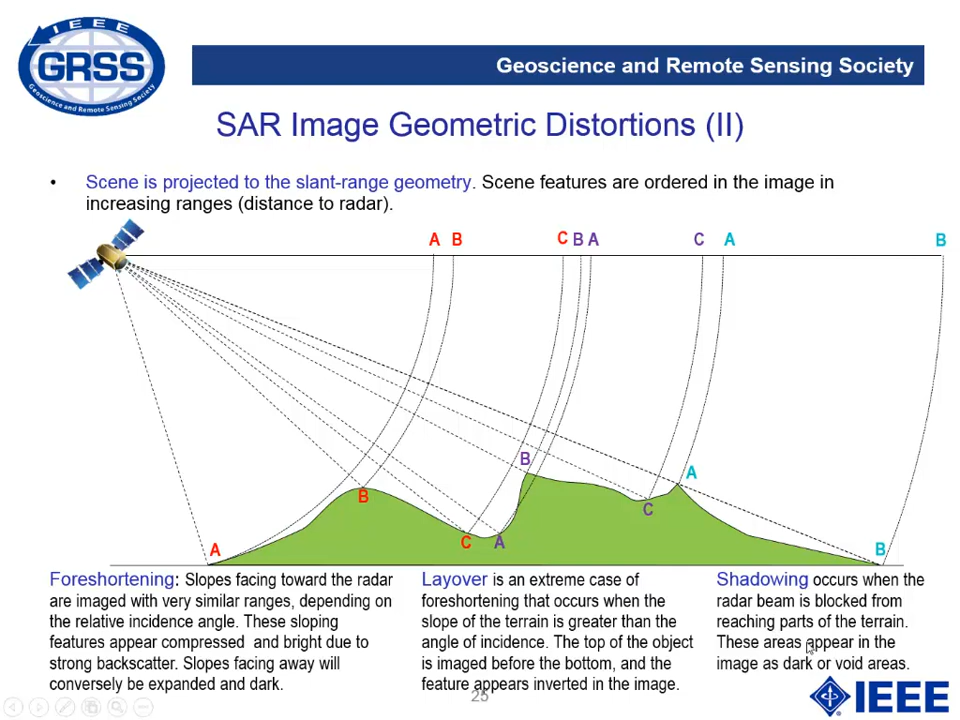 IEEE
GRSS
Geoscience and Remote Sensing Society
Geoscience and Remote Sensing Society
SAR Image Geometric Distortions (II)
• Scene is projected to the slant-range geometry. Scene features are ordered in the image in
increasing ranges (distance to radar).
A B C B A C A B
B A
B C
C A
A B
Foreshortening: Slopes facing toward the radar
are imaged with very similar ranges, depending on
the relative incidence angle. These sloping
features appear compressed and bright due to
strong backscatter. Slopes facing away will
conversely be expanded and dark.
Layover is an extreme case of
foreshortening that occurs when the
slope of the terrain is greater than the
angle of incidence. The top of the object
is imaged before the bottom, and the
feature appears inverted in the image.
Shadowing occurs when the
radar beam is blocked from
reaching parts of the terrain.
These areas appear in the
image as dark or void areas.
25
IEEE